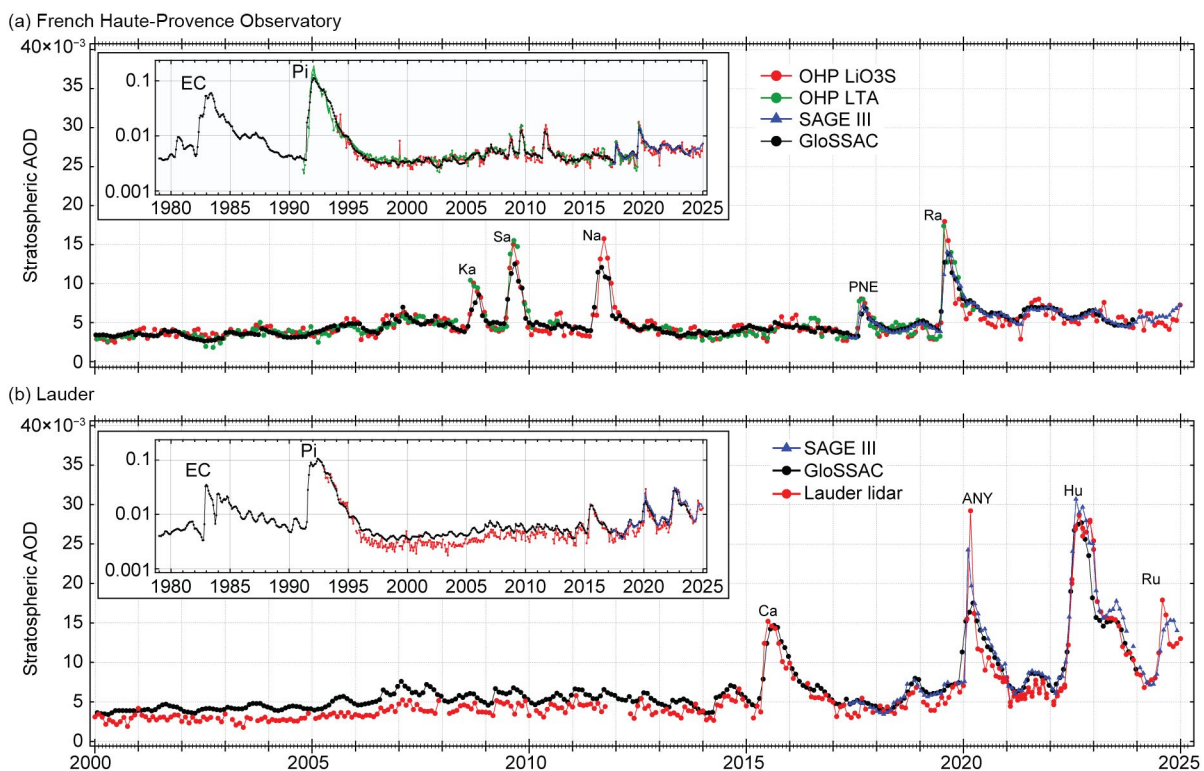 (a) French Haute-Provence Observatory
40×10⁻³
35
30
25
20
15
10
5
0
Stratospheric AOD
EC
Pi
0.1
0.01
0.001
1980 1985 1990 1995 2000 2005 2010 2015 2020 2025
OHP LiO3S
OHP LTA
SAGE III
GloSSAC
Ka
Sa
Na
PNE
Ra
(b) Lauder
40×10⁻³
35
30
25
20
15
10
5
0
Stratospheric AOD
EC
Pi
0.1
0.01
0.001
1980 1985 1990 1995 2000 2005 2010 2015 2020 2025
SAGE III
GloSSAC
Lauder lidar
Ca
ANY
Hu
Ru
2000 2005 2010 2015 2020 2025